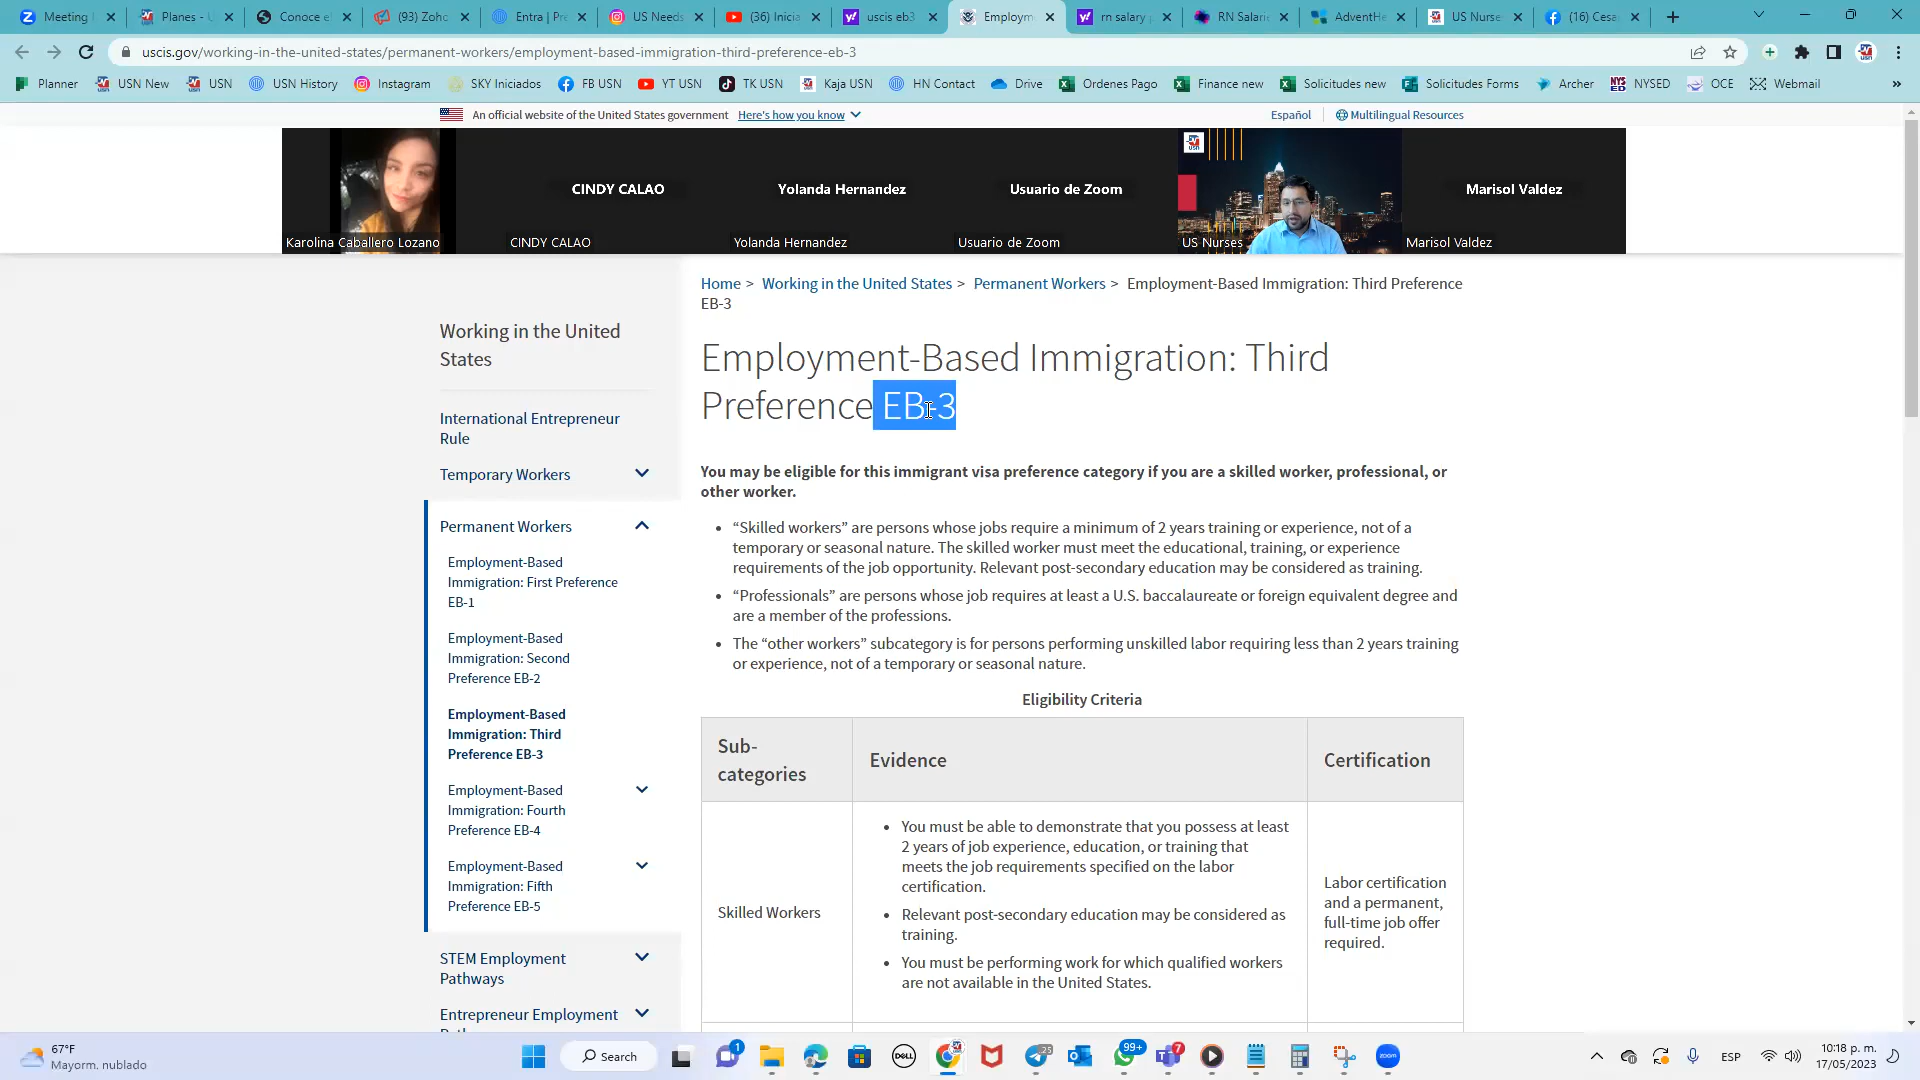 Meeting
Planes - U
Conoce e
(93) Zoho
Entra | Pre
US Needs
(36) Inicia
uscis eb3
Employm
rn salary
RN Salarie
AdventHe
US Nurse
(16) Cesa
uscis.gov/working-in-the-united-states/permanent-workers/employment-based-immigration-third-preference-eb-3
Planner
USN New
USN
USN History
Instagram
SKY Iniciados
FB USN
YT USN
TK USN
Kaja USN
HN Contact
Drive
Ordenes Pago
Finance new
Solicitudes new
Solicitudes Forms
Archer
NYSED
OCE
Webmail
An official website of the United States government
Here's how you know
Español
Multilingual Resources
CINDY CALAO
Yolanda Hernandez
Usuario de Zoom
Marisol Valdez
Karolina Caballero Lozano
CINDY CALAO
Yolanda Hernandez
Usuario de Zoom
US Nurses
Marisol Valdez
Home > Working in the United States > Permanent Workers > Employment-Based Immigration: Third Preference
EB-3
Working in the United
States
International Entrepreneur
Rule
Temporary Workers
Permanent Workers
Employment-Based
Immigration: First Preference
EB-1
Employment-Based
Immigration: Second
Preference EB-2
Employment-Based
Immigration: Third
Preference EB-3
Employment-Based
Immigration: Fourth
Preference EB-4
Employment-Based
Immigration: Fifth
Preference EB-5
STEM Employment
Pathways
Entrepreneur Employment
Employment-Based Immigration: Third
Preference EB-3
You may be eligible for this immigrant visa preference category if you are a skilled worker, professional, or
other worker.
• “Skilled workers” are persons whose jobs require a minimum of 2 years training or experience, not of a
temporary or seasonal nature. The skilled worker must meet the educational, training, or experience
requirements of the job opportunity. Relevant post-secondary education may be considered as training.
• “Professionals” are persons whose job requires at least a U.S. baccalaureate or foreign equivalent degree and
are a member of the professions.
• The “other workers” subcategory is for persons performing unskilled labor requiring less than 2 years training
or experience, not of a temporary or seasonal nature.
Eligibility Criteria
Sub-
categories
Evidence
Certification
Skilled Workers
• You must be able to demonstrate that you possess at least
2 years of job experience, education, or training that
meets the job requirements specified on the labor
certification.
• Relevant post-secondary education may be considered as
training.
• You must be performing work for which qualified workers
are not available in the United States.
Labor certification
and a permanent,
full-time job offer
required.
67°F
Mayorm. nublado
Search
1
25
99+
7
zoom
ESP
10:18 p. m.
17/05/2023